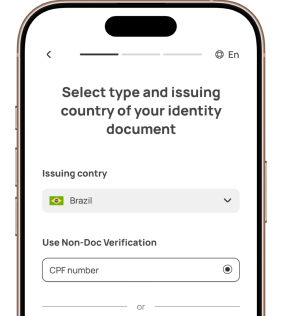 En
Select type and issuing
country of your identity
document
Issuing contry
Brazil
Use Non-Doc Verification
CPF number
or